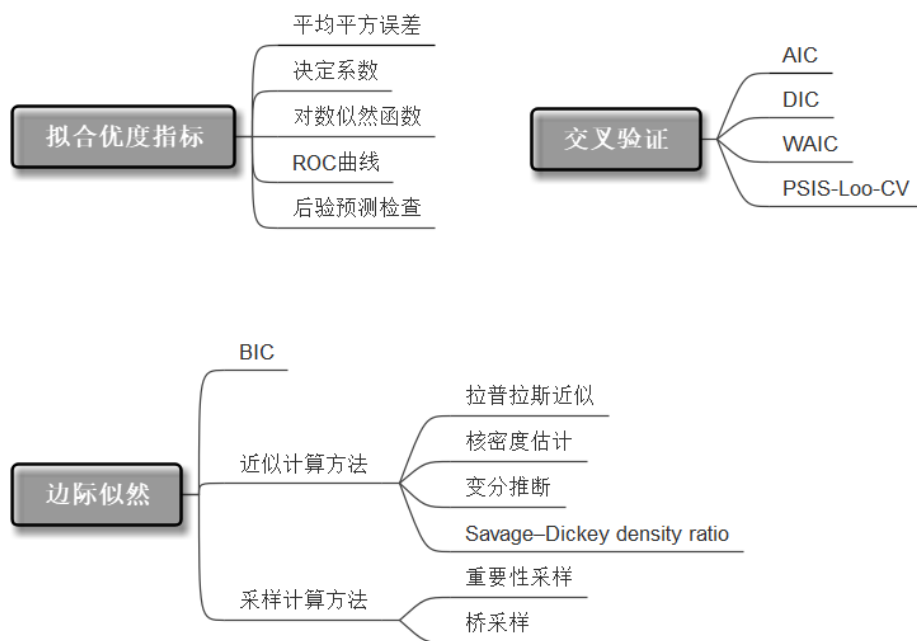 拟合优度指标
平均平方误差
决定系数
对数似然函数
ROC曲线
后验预测检查
交叉验证
AIC
DIC
WAIC
PSIS-Loo-CV
边际似然
BIC
近似计算方法
拉普拉斯近似
核密度估计
变分推断
Savage–Dickey density ratio
采样计算方法
重要性采样
桥采样